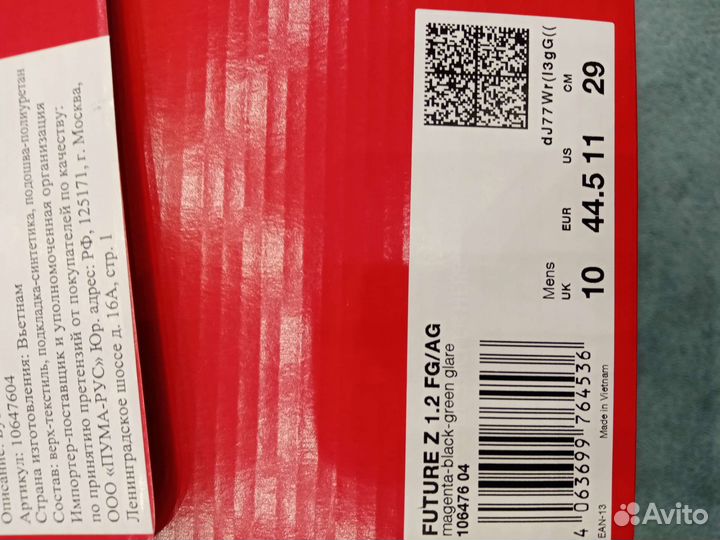 Описание:
Артикул: 10647604
Страна изготовления: Вьетнам
Состав: верх-текстиль, подкладка-синтетика, подошва-полиуретан
Импортер-поставщик и уполномоченная организация
по принятию претензий от покупателей по качеству:
ООО «ПУМА-РУС» Юр. адрес: РФ, 125171, г. Москва,
Ленинградское шоссе д. 16А, стр. 1
FUTURE Z 1.2 FG/AG
magenta-black-green glare
106476 04
4 063699 764536
EAN-13
Made in Vietnam
dJ77Wr(I3gG((
Mens
UK EUR US CM
10 44.5 11 29
Avito